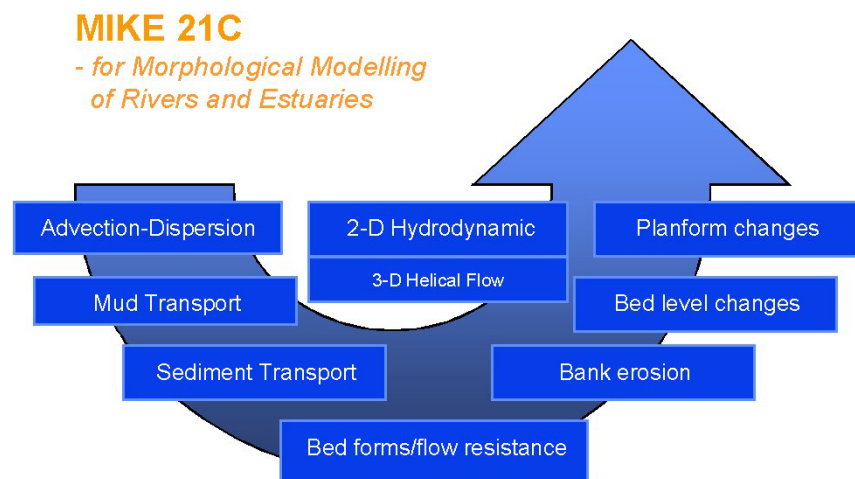 MIKE 21C
- for Morphological Modelling
of Rivers and Estuaries
Advection-Dispersion
2-D Hydrodynamic
Planform changes
3-D Helical Flow
Mud Transport
Bed level changes
Sediment Transport
Bank erosion
Bed forms/flow resistance